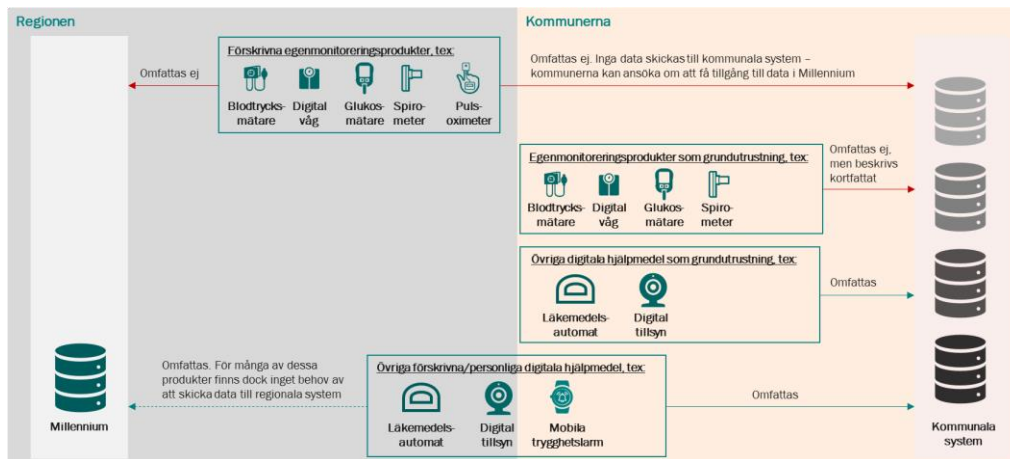 Regionen
Kommunerna
Förskrivna egenmonitoreringsprodukter, tex:
Omfattas ej
Blodtrycks-
mätare
Digital
våg
Glukos-
mätare
Spiro-
meter
Puls-
oximeter
Omfattas ej. Inga data skickas till kommunala system –
kommunerna kan ansöka om att få tillgång till data i Millennium
Egenmonitoreringsprodukter som grundutrustning, tex:
Blodtrycks-
mätare
Digital
våg
Glukos-
mätare
Spiro-
meter
Omfattas ej,
men beskrivs
kortfattat
Övriga digitala hjälpmedel som grundutrustning, tex:
Läkemedels-
automat
Digital
tillsyn
Omfattas
Omfattas. För många av dessa
produkter finns dock inget behov av
att skicka data till regionala system
Övriga förskrivna/personliga digitala hjälpmedel, tex:
Läkemedels-
automat
Digital
tillsyn
Mobila
trygghetslarm
Omfattas
Millennium
Kommunala
system